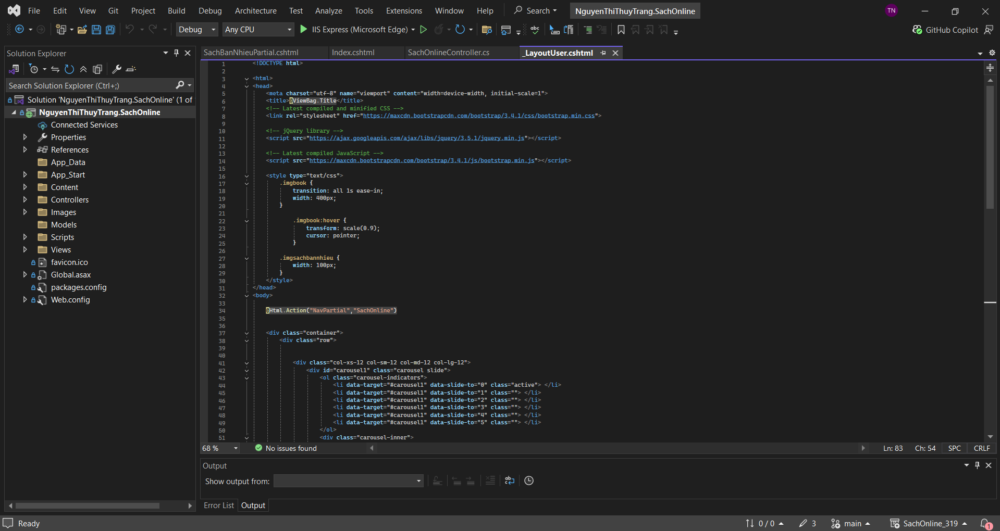 File Edit View Git Project Build Debug Architecture Test Analyze Tools Extensions Window Help Search NguyenThiThuyTrang.SachOnline TN
Debug Any CPU IIS Express (Microsoft Edge) abc GitHub Copilot
Solution Explorer
Search Solution Explorer (Ctrl+;)
Solution 'NguyenThiThuyTrang.SachOnline' (1 of
NguyenThiThuyTrang.SachOnline
Connected Services
Properties
References
App_Data
App_Start
Content
Controllers
Images
Models
Scripts
Views
favicon.ico
Global.asax
packages.config
Web.config
SachBanNhieuPartial.cshtml Index.cshtml SachOnlineController.cs _LayoutUser.cshtml
1 <!DOCTYPE html>
2
3 <html>
4 <head>
5 <meta charset="utf-8" name="viewport" content="width=device-width, initial-scale=1">
6 <title>@ViewBag.Title</title>
7 <!-- Latest compiled and minified CSS -->
8 <link rel="stylesheet" href="https://maxcdn.bootstrapcdn.com/bootstrap/3.4.1/css/bootstrap.min.css">
9
10 <!-- jQuery library -->
11 <script src="https://ajax.googleapis.com/ajax/libs/jquery/3.5.1/jquery.min.js"></script>
12
13 <!-- Latest compiled JavaScript -->
14 <script src="https://maxcdn.bootstrapcdn.com/bootstrap/3.4.1/js/bootstrap.min.js"></script>
15
16 <style type="text/css">
17 .imgbook {
18 transition: all 1s ease-in;
19 width: 400px;
20 }
21
22 .imgbook:hover {
23 transform: scale(0.9);
24 cursor: pointer;
25 }
26
27 .imgsachbannhieu {
28 width: 100px;
29 }
30 </style>
31 </head>
32 <body>
33
34 @Html.Action("NavPartial","SachOnline")
35
36
37 <div class="container">
38 <div class="row">
39
40
41 <div class="col-xs-12 col-sm-12 col-md-12 col-lg-12">
42 <div id="carousel1" class="carousel slide">
43 <ol class="carousel-indicators">
44 <li data-target="#carousel1" data-slide-to="0" class="active"> </li>
45 <li data-target="#carousel1" data-slide-to="1" class=""> </li>
46 <li data-target="#carousel1" data-slide-to="2" class=""> </li>
47 <li data-target="#carousel1" data-slide-to="3" class=""> </li>
48 <li data-target="#carousel1" data-slide-to="4" class=""> </li>
49 <li data-target="#carousel1" data-slide-to="5" class=""> </li>
50 </ol>
51 <div class="carousel-inner">
68 % No issues found Ln: 83 Ch: 54 SPC CRLF
Output
Show output from:
Error List Output
Ready 0 / 0 3 main SachOnline_319 1